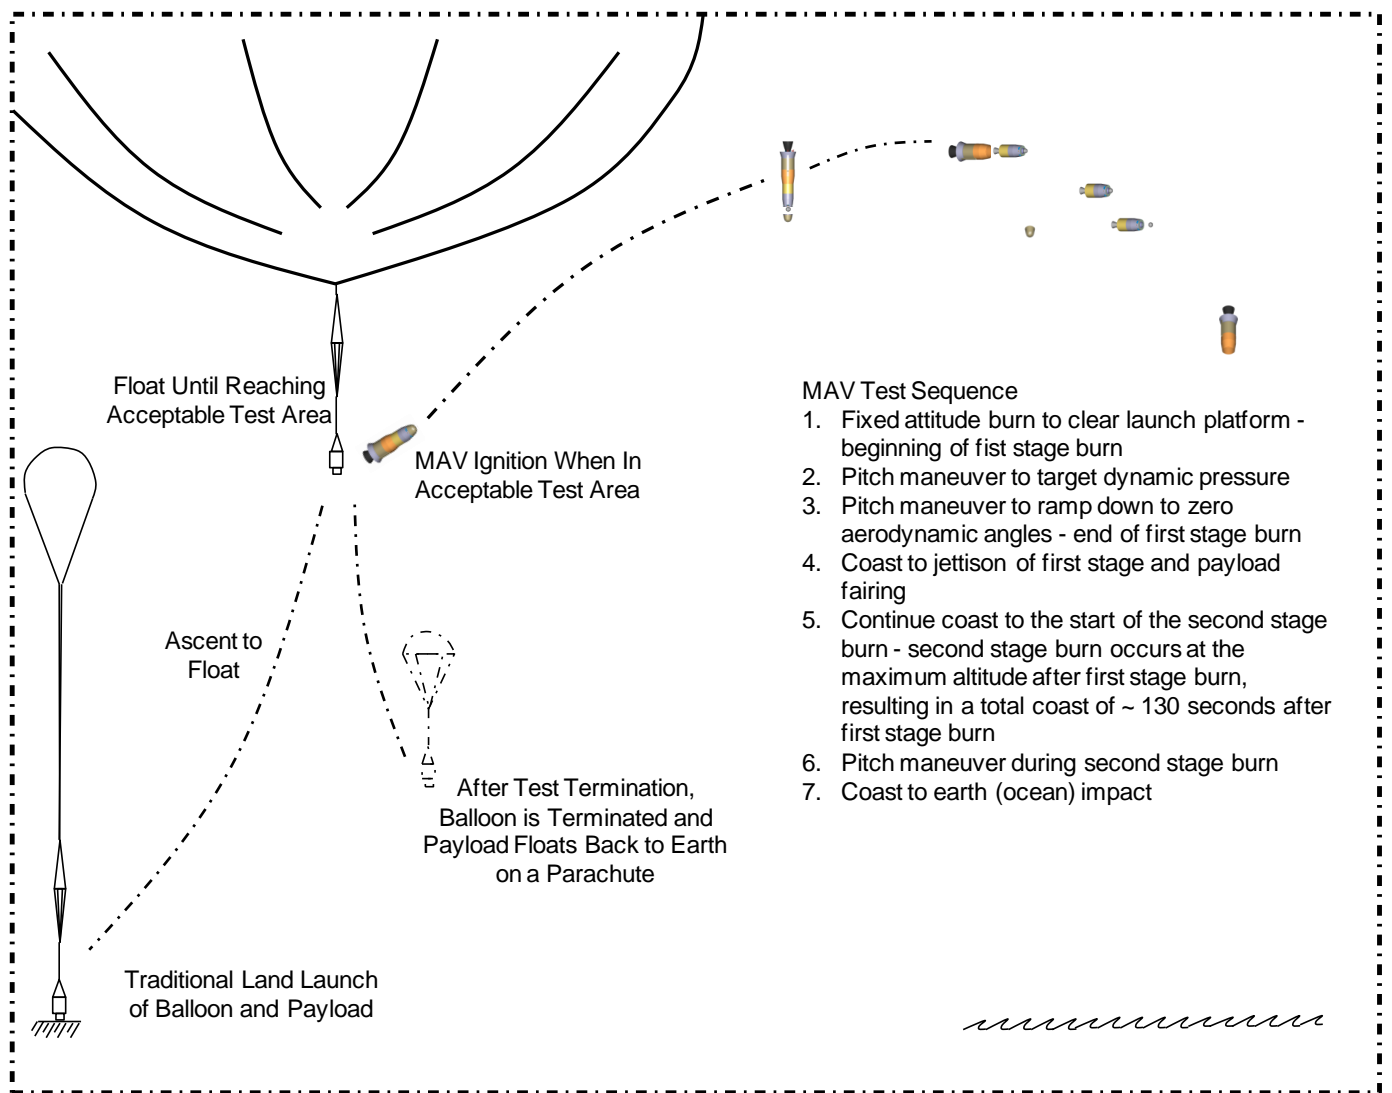 Float Until Reaching
Acceptable Test Area
MAV Ignition When In
Acceptable Test Area
Ascent to
Float
After Test Termination,
Balloon is Terminated and
Payload Floats Back to Earth
on a Parachute
Traditional Land Launch
of Balloon and Payload
MAV Test Sequence
1. Fixed attitude burn to clear launch platform -
beginning of fist stage burn
2. Pitch maneuver to target dynamic pressure
3. Pitch maneuver to ramp down to zero
aerodynamic angles - end of first stage burn
4. Coast to jettison of first stage and payload
fairing
5. Continue coast to the start of the second stage
burn - second stage burn occurs at the
maximum altitude after first stage burn,
resulting in a total coast of ~ 130 seconds after
first stage burn
6. Pitch maneuver during second stage burn
7. Coast to earth (ocean) impact